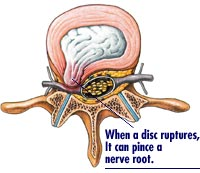 When a disc ruptures,
It can pince a
nerve root.